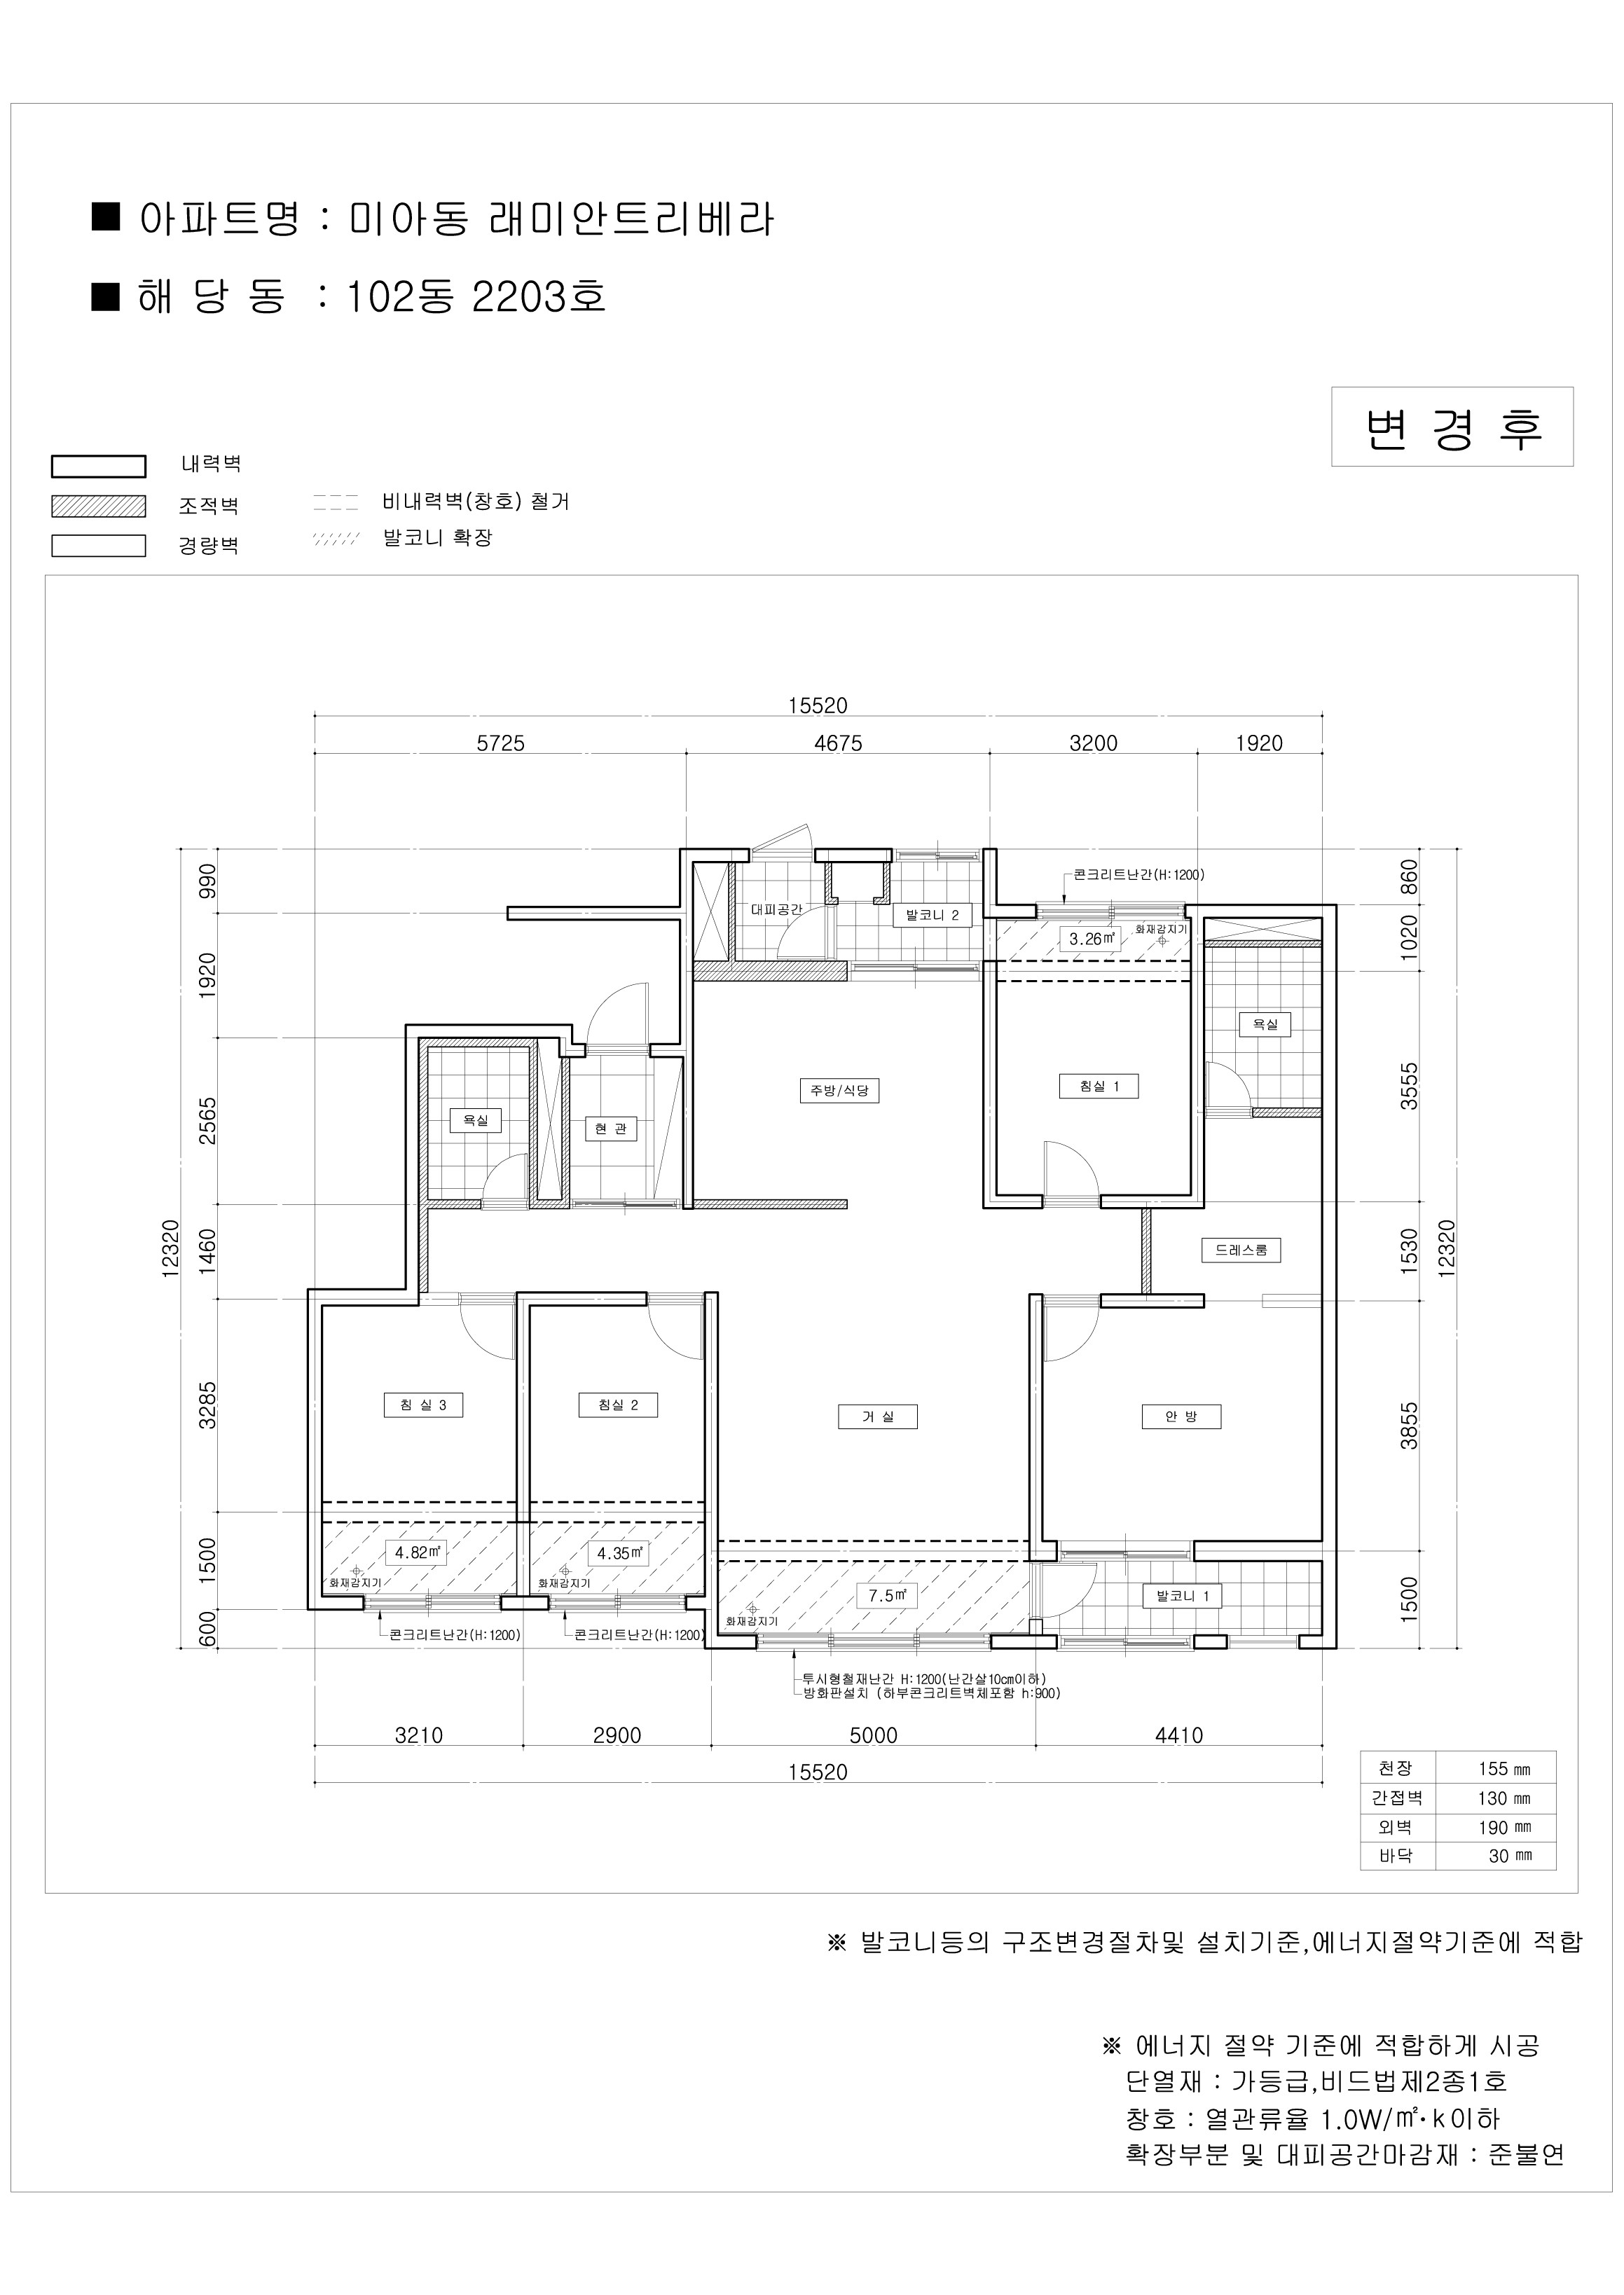 ■ 아파트명 : 미아동 래미안트리베라
■ 해 당 동 : 102동 2203호
변 경 후
내력벽
조적벽
경량벽
비내력벽(창호) 철거
발코니 확장
15520
5725 4675 3200 1920
990
1920
2565
1460
3285
1500
600
12320
860
1020
3555
1530
3855
1500
12320
콘크리트난간(H:1200)
대피공간
발코니 2
3.26㎡
화재감지기
욕실
주방/식당
침실 1
욕실
현 관
드레스룸
침 실 3
침실 2
거 실
안 방
4.82㎡
화재감지기
4.35㎡
화재감지기
7.5㎡
화재감지기
발코니 1
콘크리트난간(H:1200)
콘크리트난간(H:1200)
투시형철재난간 H:1200(난간살10cm이하)
방화판설치 (하부콘크리트벽체포함 h:900)
3210 2900 5000 4410
15520
천장 155 ㎜
간접벽 130 ㎜
외벽 190 ㎜
바닥 30 ㎜
※ 발코니등의 구조변경절차및 설치기준,에너지절약기준에 적합
※ 에너지 절약 기준에 적합하게 시공
단열재 : 가등급,비드법제2종1호
창호 : 열관류율 1.0W/㎡·k이하
확장부분 및 대피공간마감재 : 준불연